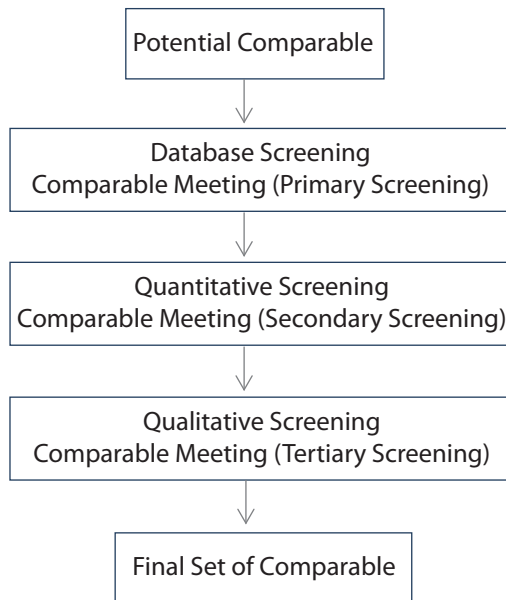 Potential Comparable
Database Screening
Comparable Meeting (Primary Screening)
Quantitative Screening
Comparable Meeting (Secondary Screening)
Qualitative Screening
Comparable Meeting (Tertiary Screening)
Final Set of Comparable